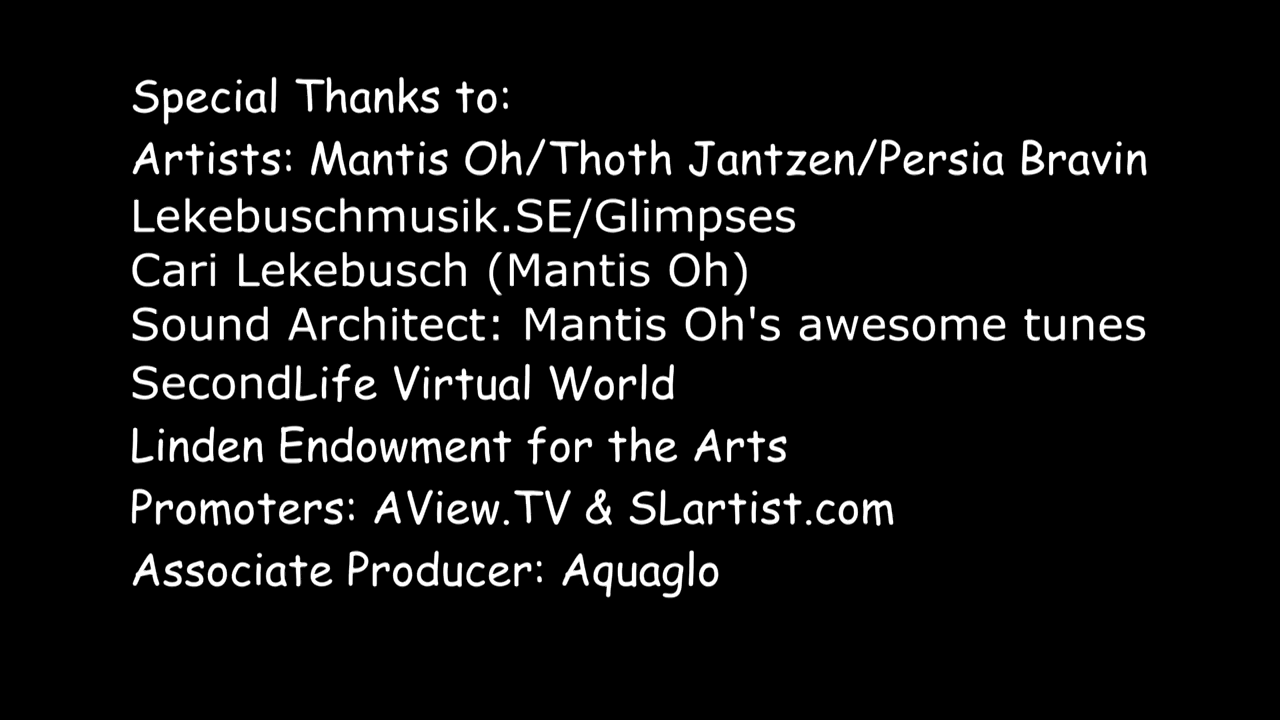 Special Thanks to:
Artists: Mantis Oh/Thoth Jantzen/Persia Bravin
Lekebuschmusik.SE/Glimpses
Cari Lekebusch (Mantis Oh)
Sound Architect: Mantis Oh's awesome tunes
SecondLife Virtual World
Linden Endowment for the Arts
Promoters: AView.TV & SLartist.com
Associate Producer: Aquaglo